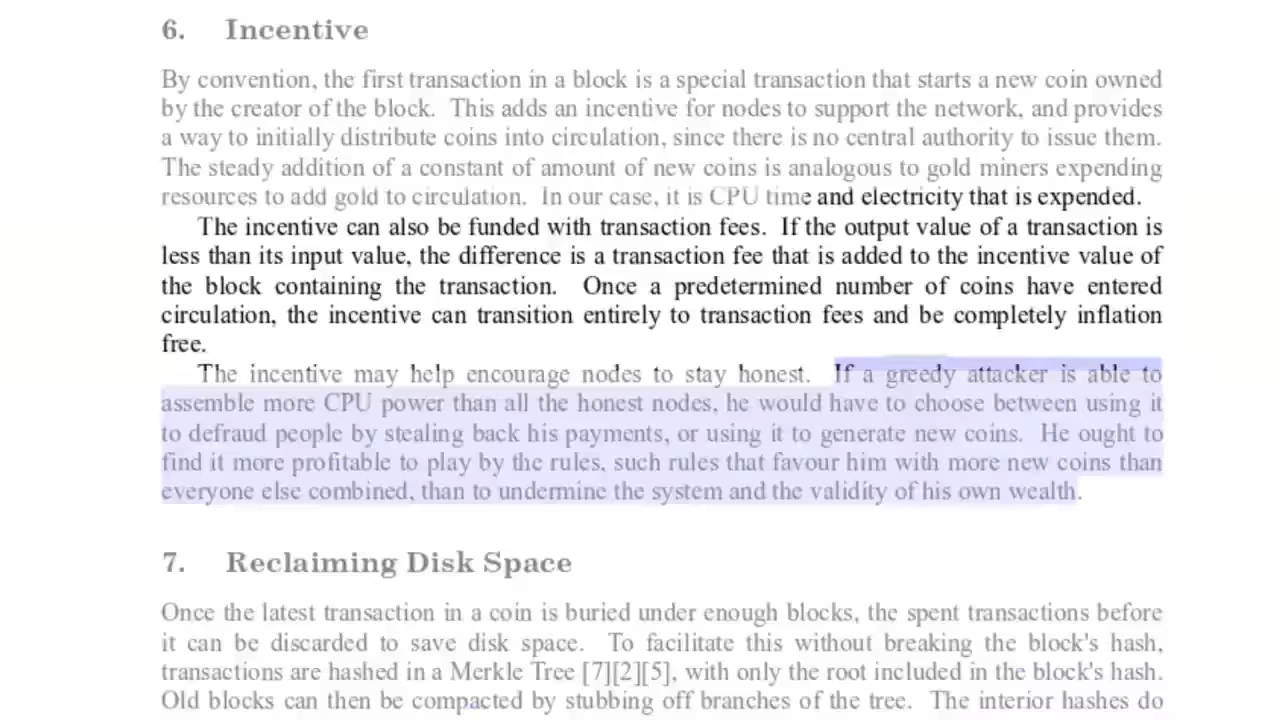 6. Incentive
By convention, the first transaction in a block is a special transaction that starts a new coin owned
by the creator of the block. This adds an incentive for nodes to support the network, and provides
a way to initially distribute coins into circulation, since there is no central authority to issue them.
The steady addition of a constant of amount of new coins is analogous to gold miners expending
resources to add gold to circulation. In our case, it is CPU time and electricity that is expended.
The incentive can also be funded with transaction fees. If the output value of a transaction is
less than its input value, the difference is a transaction fee that is added to the incentive value of
the block containing the transaction. Once a predetermined number of coins have entered
circulation, the incentive can transition entirely to transaction fees and be completely inflation
free.
The incentive may help encourage nodes to stay honest. If a greedy attacker is able to
assemble more CPU power than all the honest nodes, he would have to choose between using it
to defraud people by stealing back his payments, or using it to generate new coins. He ought to
find it more profitable to play by the rules, such rules that favour him with more new coins than
everyone else combined, than to undermine the system and the validity of his own wealth.
7. Reclaiming Disk Space
Once the latest transaction in a coin is buried under enough blocks, the spent transactions before
it can be discarded to save disk space. To facilitate this without breaking the block's hash,
transactions are hashed in a Merkle Tree [7][2][5], with only the root included in the block's hash.
Old blocks can then be compacted by stubbing off branches of the tree. The interior hashes do